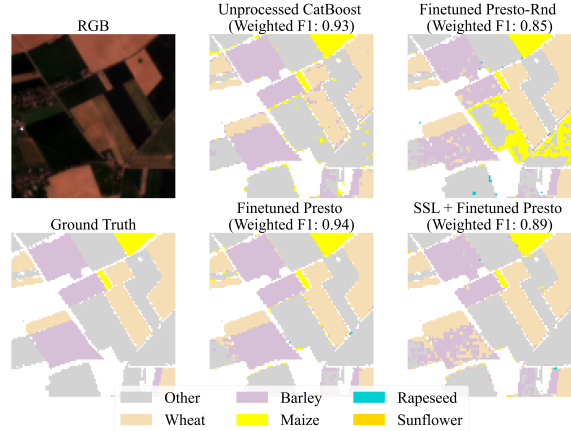 RGB
Unprocessed CatBoost
(Weighted F1: 0.93)
Finetuned Presto-Rnd
(Weighted F1: 0.85)
Ground Truth
Finetuned Presto
(Weighted F1: 0.94)
SSL + Finetuned Presto
(Weighted F1: 0.89)
Other
Barley
Rapeseed
Wheat
Maize
Sunflower